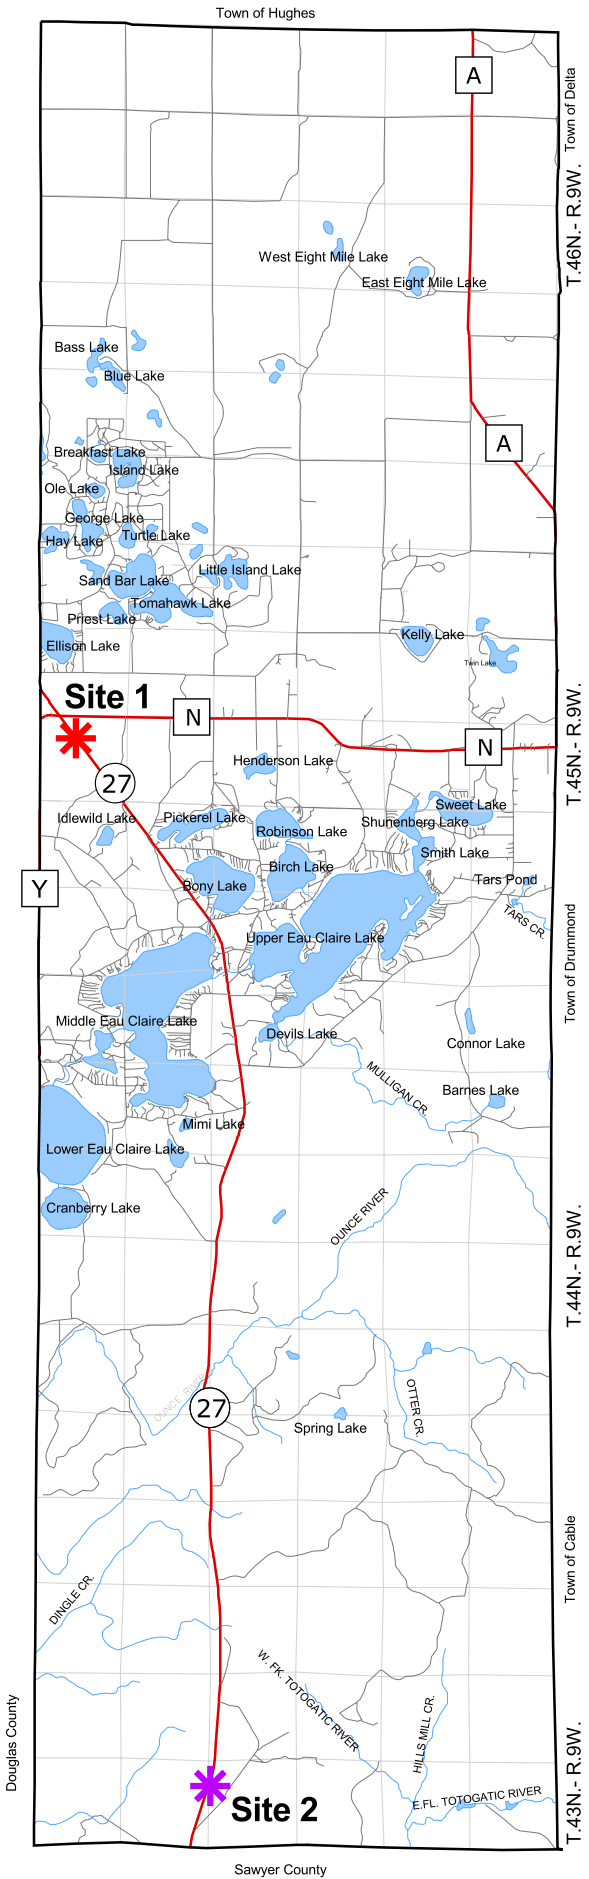 Town of Hughes
A
Town of Delta
T.46N.- R.9W.
West Eight Mile Lake
East Eight Mile Lake
Bass Lake
Blue Lake
A
Breakfast Lake
Island Lake
Ole Lake
George Lake
Turtle Lake
Hay Lake
Little Island Lake
Sand Bar Lake
Tomahawk Lake
Priest Lake
Kelly Lake
Ellison Lake
Twin Lake
Site 1
N
N
T.45N.- R.9W.
Henderson Lake
27
Sweet Lake
Idlewild Lake
Pickerel Lake
Shunenberg Lake
Robinson Lake
Smith Lake
Birch Lake
Tars Pond
Y
Bony Lake
TARS CR.
Upper Eau Claire Lake
Town of Drummond
Middle Eau Claire Lake
Devils Lake
Connor Lake
MULLIGAN CR.
Barnes Lake
Mimi Lake
Lower Eau Claire Lake
Cranberry Lake
OUNCE RIVER
T.44N.- R.9W.
OUNCE RIVER
27
OTTER CR.
Spring Lake
Town of Cable
DINGLE CR.
W. FK. TOTOGATIC RIVER
HILLS MILL CR.
Douglas County
E.FL. TOTOGATIC RIVER
T.43N.- R.9W.
Site 2
Sawyer County